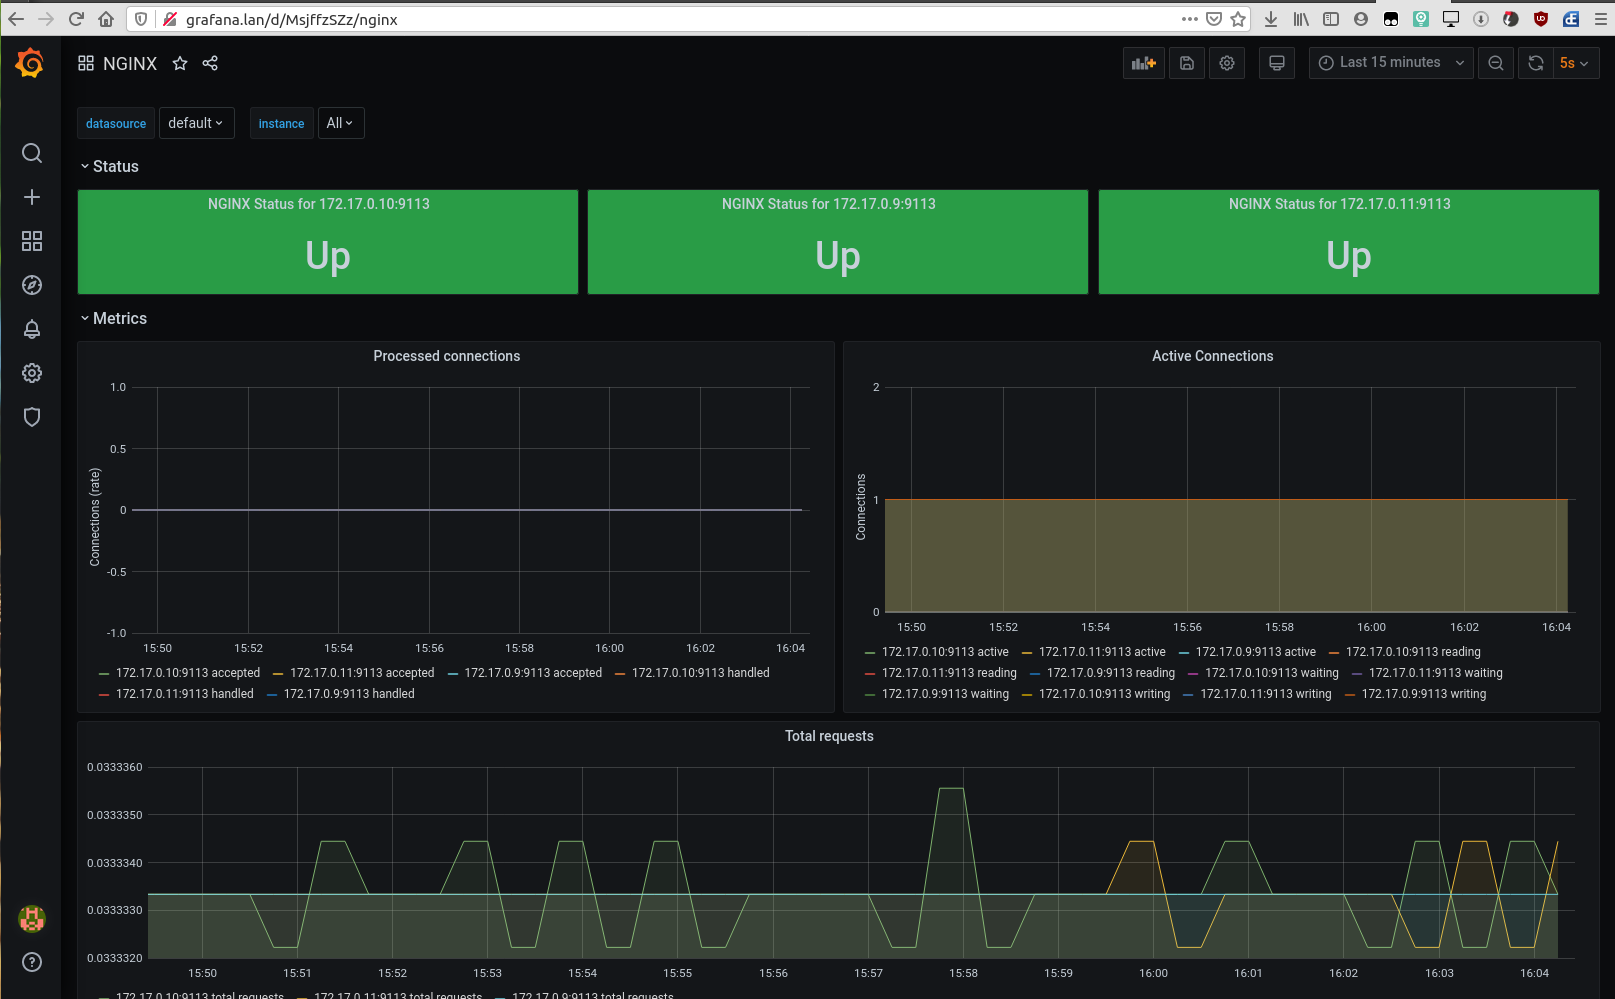 grafana.lan/d/MsjffzSZz/nginx
NGINX
Last 15 minutes
5s
datasource default instance All
Status
NGINX Status for 172.17.0.10:9113
Up
NGINX Status for 172.17.0.9:9113
Up
NGINX Status for 172.17.0.11:9113
Up
Metrics
Processed connections
Connections (rate)
1.0
0.5
0
-0.5
-1.0
15:50 15:52 15:54 15:56 15:58 16:00 16:02 16:04
172.17.0.10:9113 accepted 172.17.0.11:9113 accepted 172.17.0.9:9113 accepted 172.17.0.10:9113 handled
172.17.0.11:9113 handled 172.17.0.9:9113 handled
Active Connections
Connections
2
1
0
15:50 15:52 15:54 15:56 15:58 16:00 16:02 16:04
172.17.0.10:9113 active 172.17.0.11:9113 active 172.17.0.9:9113 active 172.17.0.10:9113 reading
172.17.0.11:9113 reading 172.17.0.9:9113 reading 172.17.0.10:9113 waiting 172.17.0.11:9113 waiting
172.17.0.9:9113 waiting 172.17.0.10:9113 writing 172.17.0.11:9113 writing 172.17.0.9:9113 writing
Total requests
0.0333360
0.0333350
0.0333340
0.0333330
0.0333320
15:50 15:51 15:52 15:53 15:54 15:55 15:56 15:57 15:58 15:59 16:00 16:01 16:02 16:03 16:04
172.17.0.10:9113 total requests 172.17.0.11:9113 total requests 172.17.0.9:9113 total requests